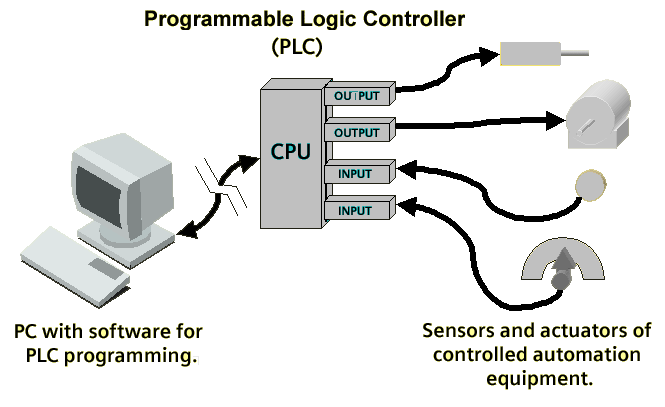 Programmable Logic Controller
(PLC)
OUTPUT
OUTPUT
CPU
INPUT
INPUT
PC with software for
PLC programming.
Sensors and actuators of
controlled automation
equipment.